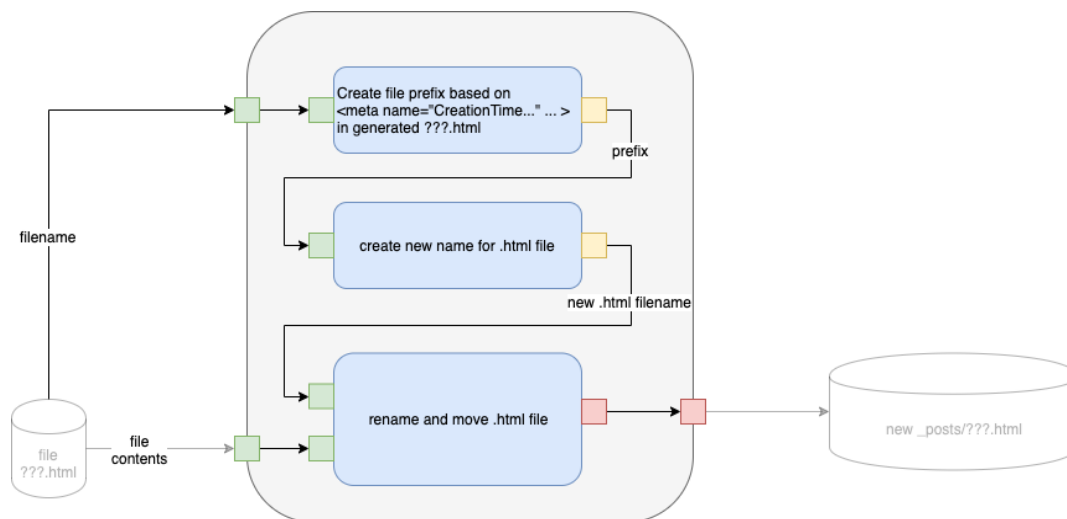 Create file prefix based on
<meta name="CreationTime..." ... >
in generated ???.html
prefix
filename
create new name for .html file
new .html filename
rename and move .html file
file
contents
file
???.html
new _posts/???.html